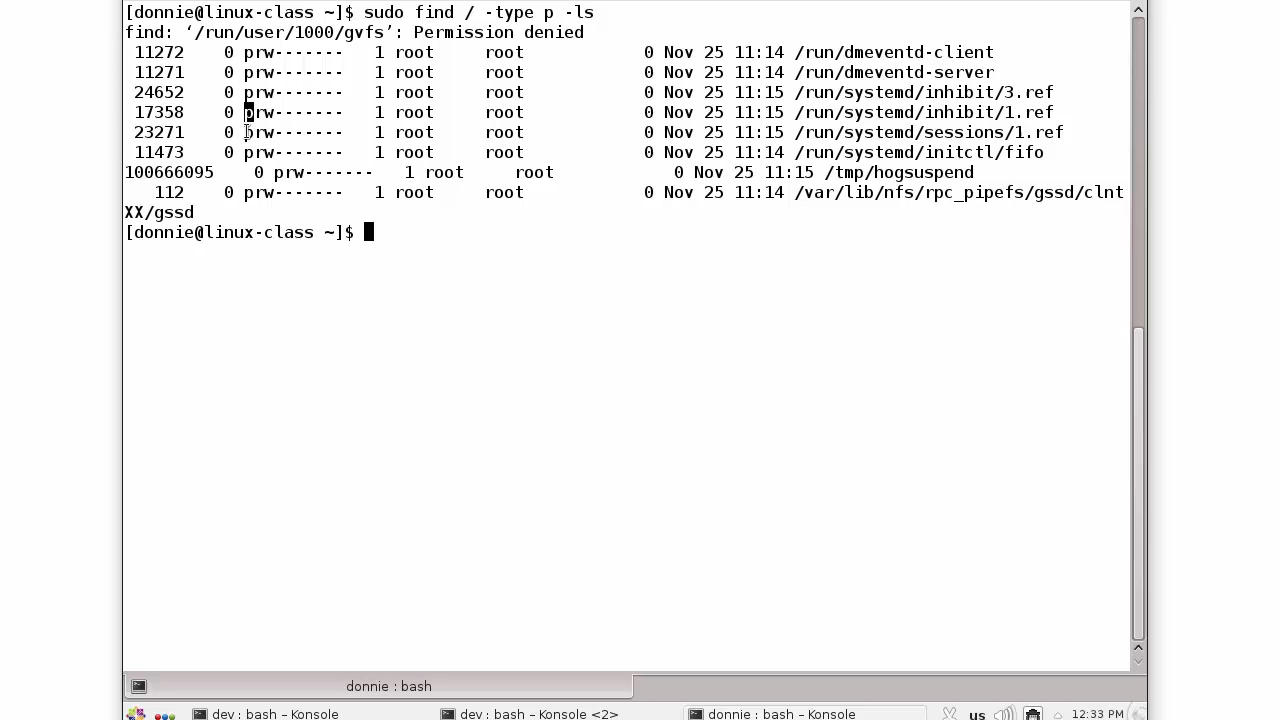 [donnie@linux-class ~]$ sudo find / -type p -ls
find: ‘/run/user/1000/gvfs’: Permission denied
 11272    0 prw-------   1 root     root            0 Nov 25 11:14 /run/dmeventd-client
 11271    0 prw-------   1 root     root            0 Nov 25 11:14 /run/dmeventd-server
 24652    0 prw-------   1 root     root            0 Nov 25 11:15 /run/systemd/inhibit/3.ref
 17358    0 prw-------   1 root     root            0 Nov 25 11:15 /run/systemd/inhibit/1.ref
 23271    0 prw-------   1 root     root            0 Nov 25 11:15 /run/systemd/sessions/1.ref
 11473    0 prw-------   1 root     root            0 Nov 25 11:14 /run/systemd/initctl/fifo
100666095    0 prw-------   1 root     root            0 Nov 25 11:15 /tmp/hogsuspend
   112    0 prw-------   1 root     root            0 Nov 25 11:14 /var/lib/nfs/rpc_pipefs/gssd/clnt
XX/gssd
[donnie@linux-class ~]$
donnie : bash
dev : bash – Konsole dev : bash – Konsole <2> donnie : bash – Konsole us 12:33 PM